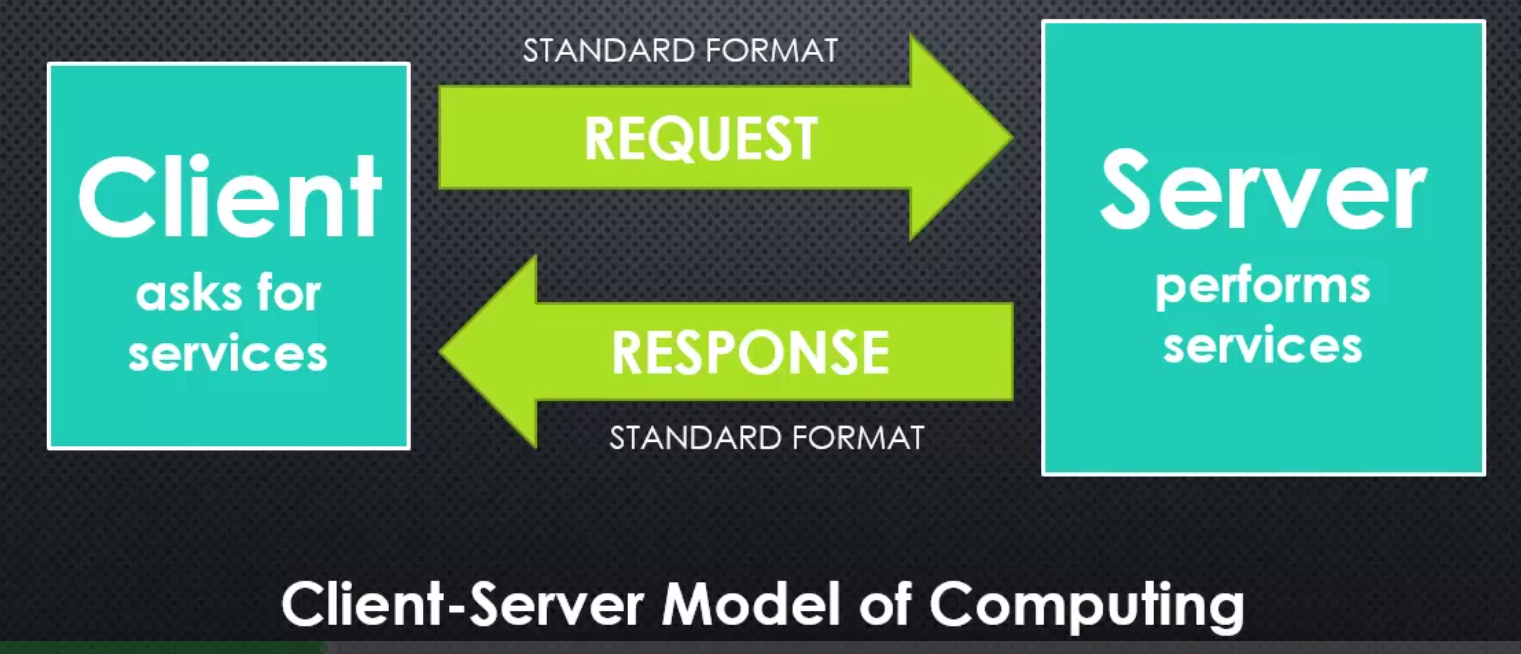 Client
asks for
services
STANDARD FORMAT
REQUEST
RESPONSE
STANDARD FORMAT
Server
performs
services
Client-Server Model of Computing